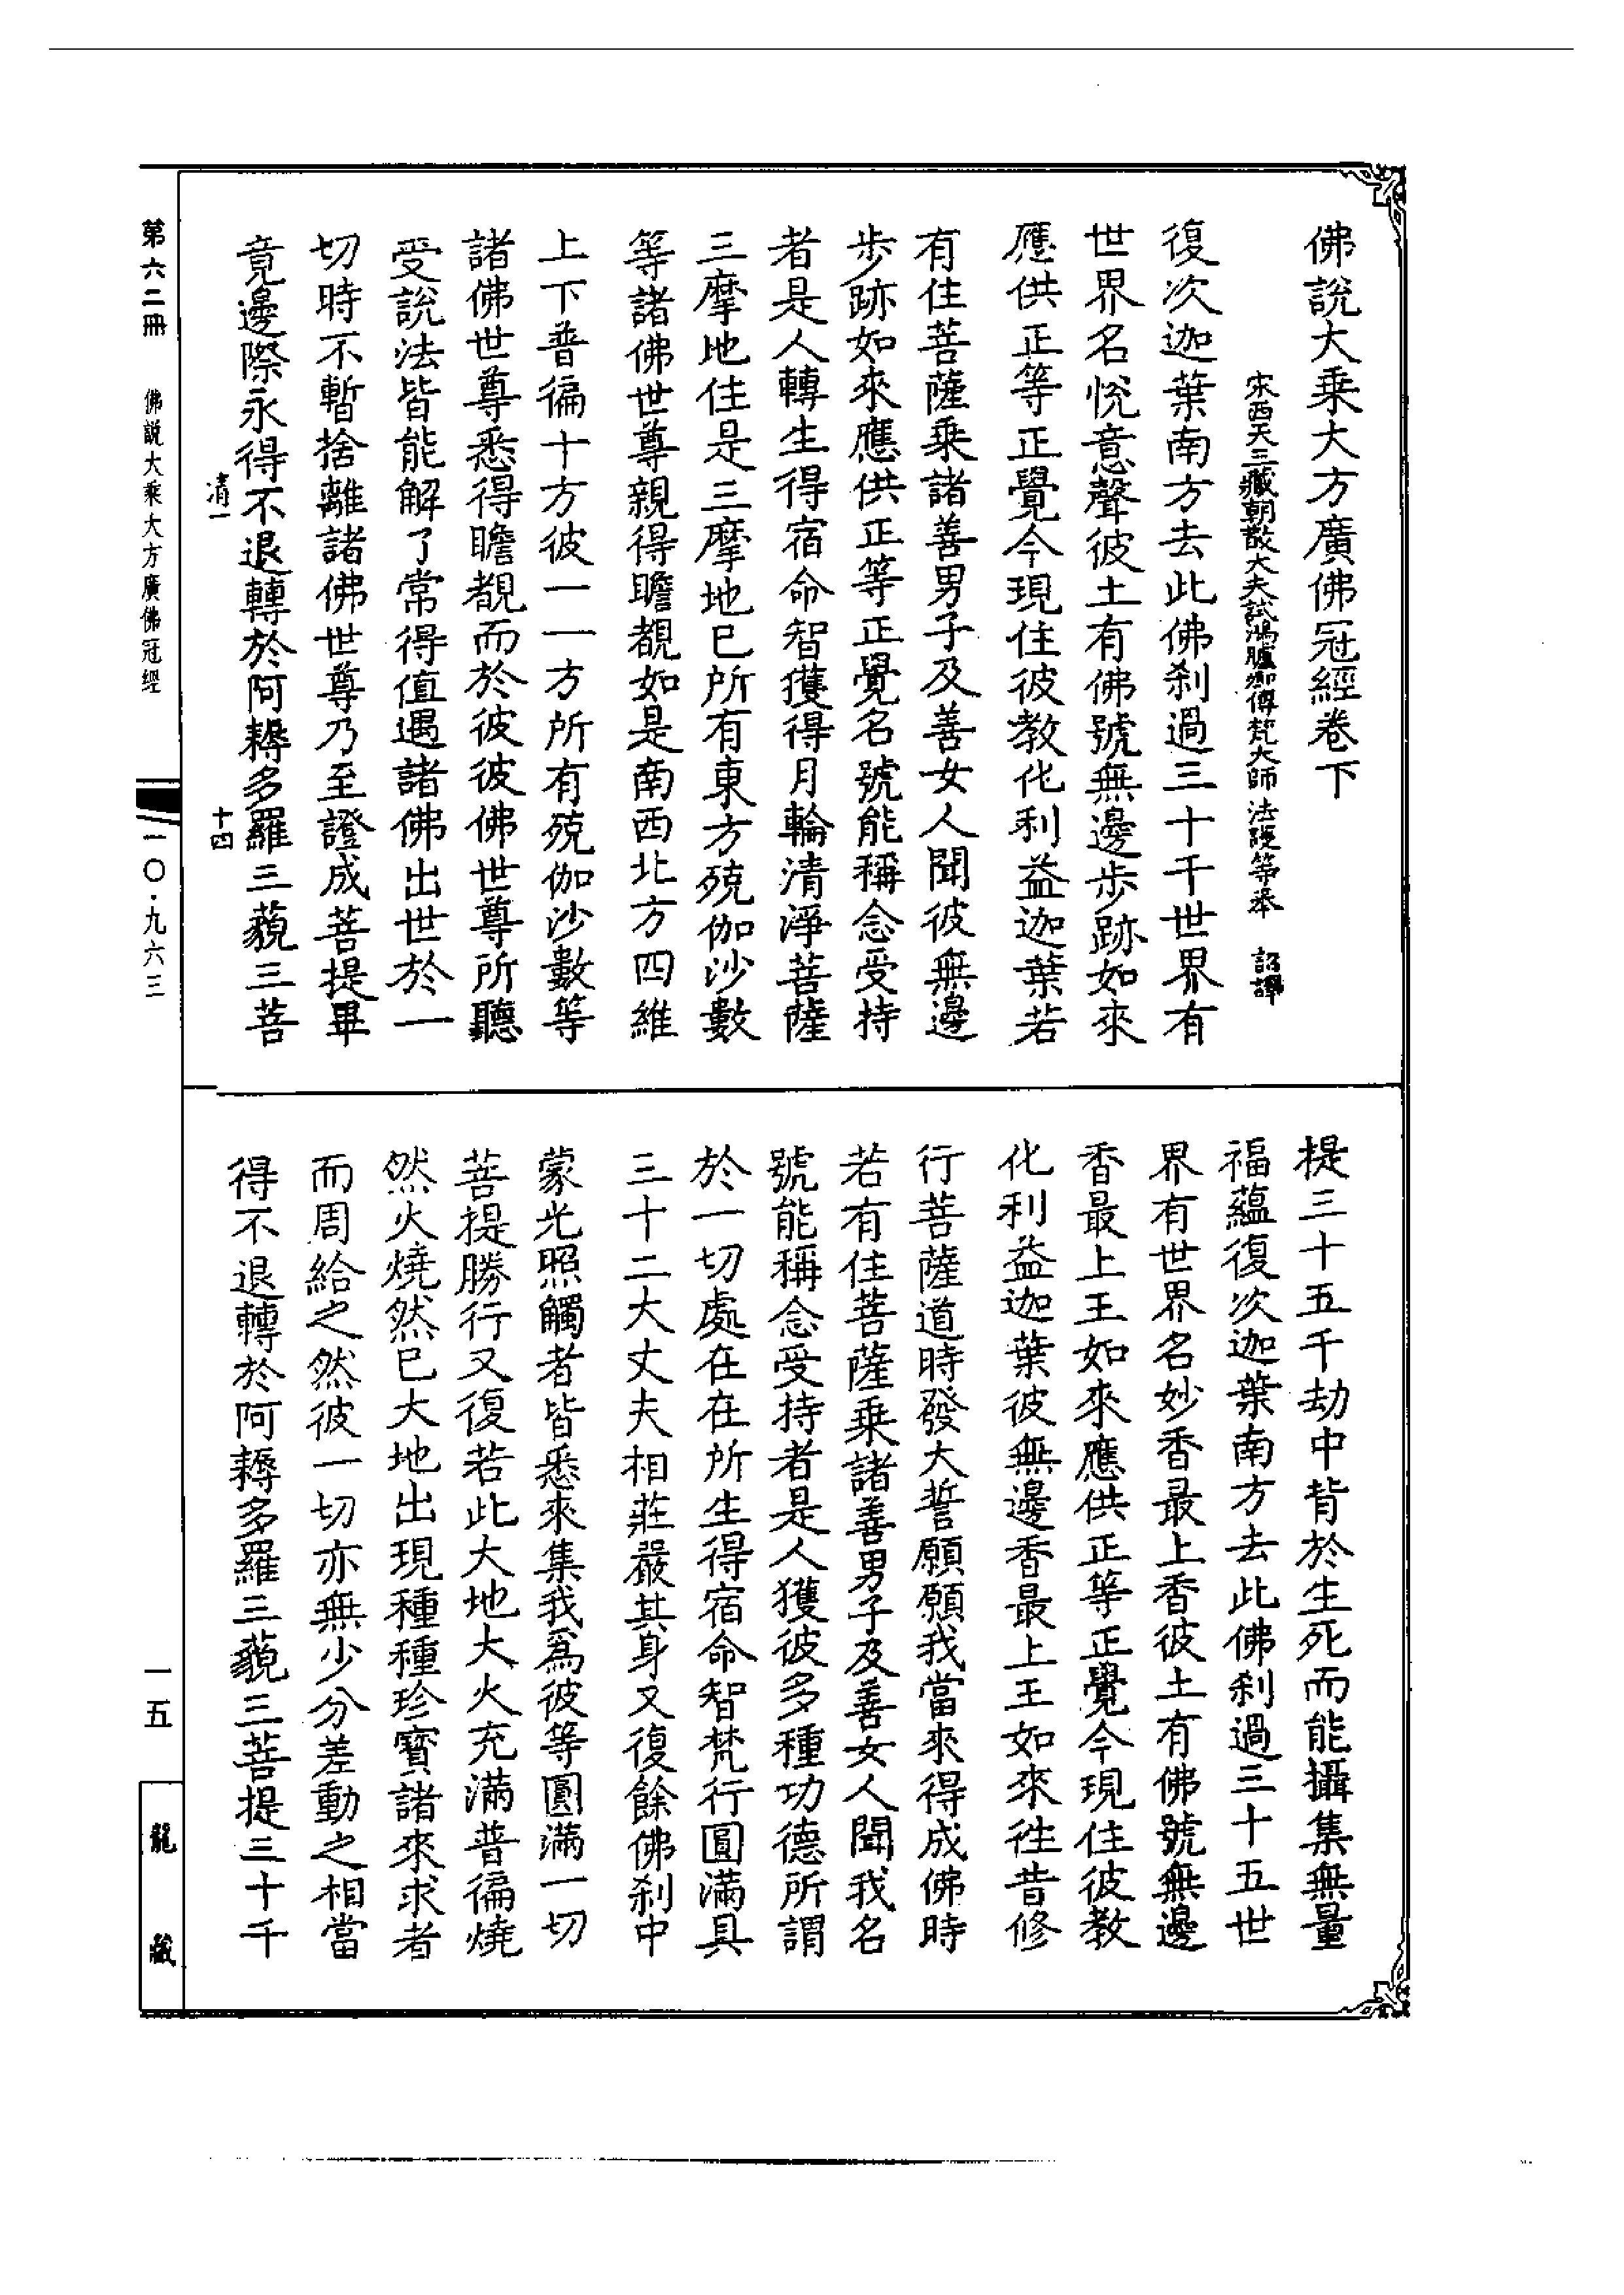 佛說大乘大方廣佛冠經卷下
宋西天三藏朝散大夫試鴻臚卿傳梵大師法護等奉　詔譯
復次迦葉南方去此佛剎過三十千世界有
世界名悅意聲彼土有佛號無邊步跡如來
應供正等正覺今現住彼教化利益迦葉若
有住菩薩乘諸善男子及善女人聞彼無邊
步跡如來應供正等正覺名號能稱念受持
者是人轉生得宿命智獲得月輪清淨菩薩
三摩地住是三摩地已所有東方殑伽沙數
等諸佛世尊親得瞻覩如是南西北方四維
上下普徧十方彼一一方所有殑伽沙數等
諸佛世尊悉得瞻覩而於彼彼佛世尊所聽
受說法皆能解了常得值遇諸佛出世於一
切時不暫捨離諸佛世尊乃至證成菩提畢
竟邊際永得不退轉於阿耨多羅三藐三菩
清一
十四
提三十五千劫中背於生死而能攝集無量
福蘊復次迦葉南方去此佛剎過三十五世
界有世界名妙香最上香彼土有佛號無邊
香最上王如來應供正等正覺今現住彼教
化利益迦葉彼無邊香最上王如來往昔修
行菩薩道時發大誓願願我當來得成佛時
若有住菩薩乘諸善男子及善女人聞我名
號能稱念受持者是人獲彼多種功德所謂
於一切處在在所生得宿命智梵行圓滿具
三十二大丈夫相莊嚴其身又復餘佛剎中
蒙光照觸者皆悉來集我為彼等圓滿一切
菩提勝行又復若此大地大火充滿普徧燒
然火燒然已大地出現種種珍寶諸來求者
而周給之然彼一切亦無少分差動之相當
得不退轉於阿耨多羅三藐三菩提三十千
第六二冊　佛說大乘大方廣佛冠經
一〇·九六三
一五
龍藏